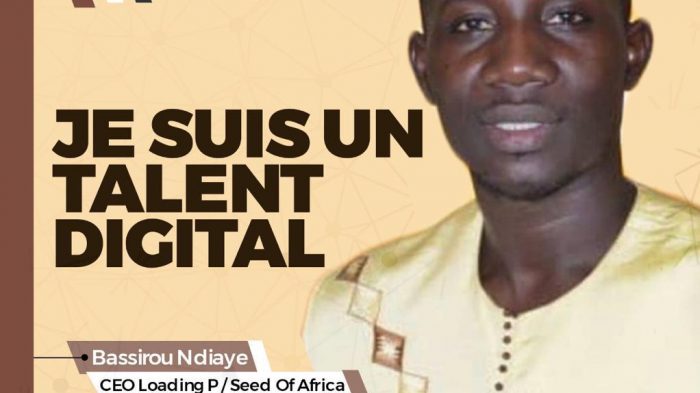 JE SUIS UN
TALENT
DIGITAL
Bassirou Ndiaye
CEO Loading P / Seed Of Africa